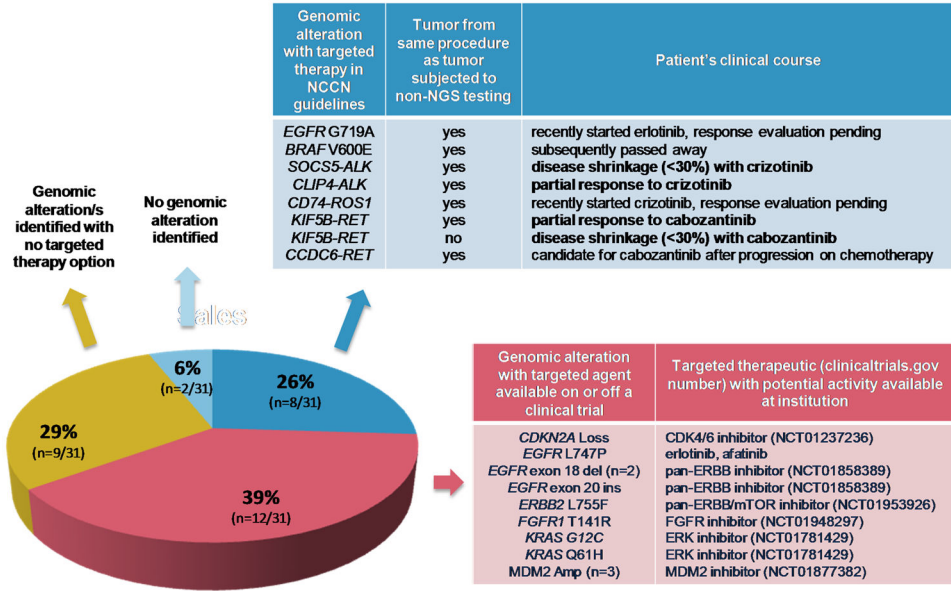 Genomic alteration with targeted therapy in NCCN guidelines
Tumor from same procedure as tumor subjected to non-NGS testing
Patient's clinical course
EGFR G719A yes recently started erlotinib, response evaluation pending
BRAF V600E yes subsequently passed away
SOCS5-ALK yes disease shrinkage (<30%) with crizotinib
CLIP4-ALK yes partial response to crizotinib
CD74-ROS1 yes recently started crizotinib, response evaluation pending
KIF5B-RET yes partial response to cabozantinib
KIF5B-RET no disease shrinkage (<30%) with cabozantinib
CCDC6-RET yes candidate for cabozantinib after progression on chemotherapy
Genomic
alteration/s
identified with
no targeted
therapy option
No genomic
alteration
identified
Sales
6%
(n=2/31)
26%
(n=8/31)
29%
(n=9/31)
39%
(n=12/31)
Genomic alteration with targeted agent available on or off a clinical trial
Targeted therapeutic (clinicaltrials.gov number) with potential activity available at institution
CDKN2A Loss CDK4/6 inhibitor (NCT01237236)
EGFR L747P erlotinib, afatinib
EGFR exon 18 del (n=2) pan-ERBB inhibitor (NCT01858389)
EGFR exon 20 ins pan-ERBB inhibitor (NCT01858389)
ERBB2 L755F pan-ERBB/mTOR inhibitor (NCT01953926)
FGFR1 T141R FGFR inhibitor (NCT01948297)
KRAS G12C ERK inhibitor (NCT01781429)
KRAS Q61H ERK inhibitor (NCT01781429)
MDM2 Amp (n=3) MDM2 inhibitor (NCT01877382)